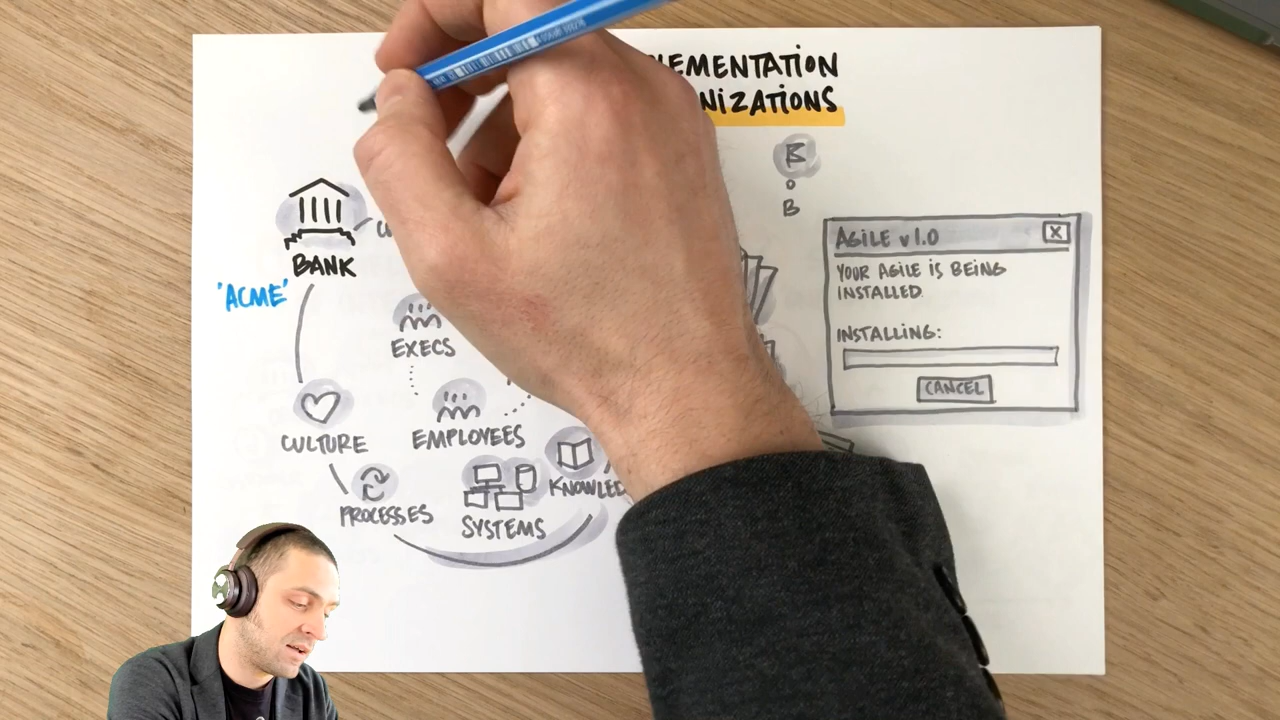 EMENTATION
NIZATIONS
BANK
'ACME'
EXECS
CULTURE
EMPLOYEES
PROCESSES
SYSTEMS
KNOWLED
B
AGILE v1.0
X
YOUR AGILE IS BEING
INSTALLED
INSTALLING:
CANCEL